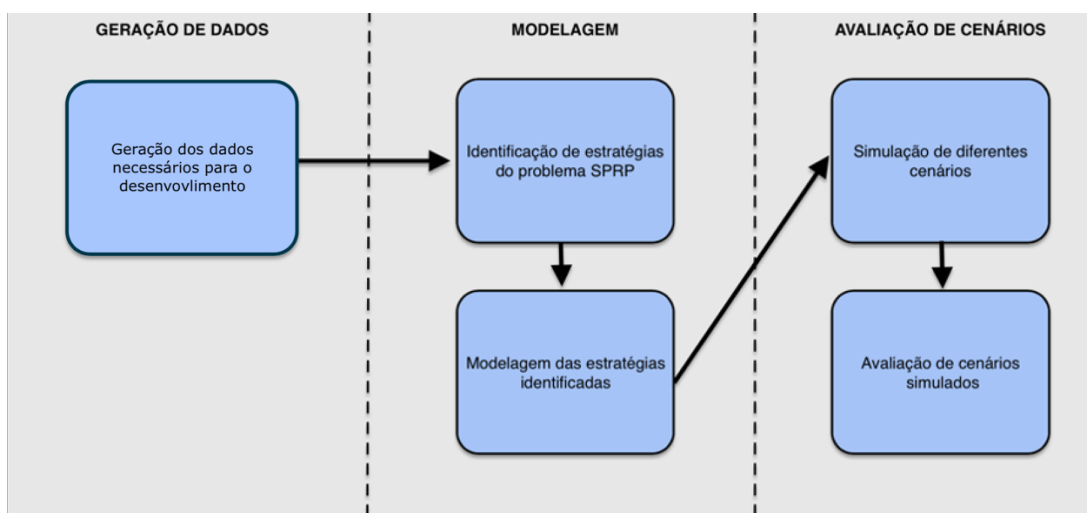 GERAÇÃO DE DADOS
Geração dos dados
necessários para o
desenvovlimento
MODELAGEM
Identificação de estratégias
do problema SPRP
Modelagem das estratégias
identificadas
AVALIAÇÃO DE CENÁRIOS
Simulação de diferentes
cenários
Avaliação de cenários
simulados